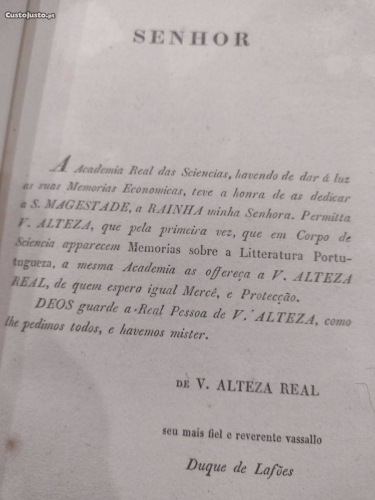 CustoJusto.pt
SENHOR
A Academia Real das Sciencias, havendo de dar á luz
as suas Memorias Economicas, teve a honra de as dedicar
a S. MAGESTADE, a RAINHA minha Senhora. Permitta
V. ALTEZA, que pela primeira vez, que em Corpo de
Sciencia apparecem Memorias sobre a Litteratura Portu-
tugueza, a mesma Academia as offereça a V. ALTEZA
REAL, de quem espera igual Mercê, e Protecção.
DEOS guarde a Real Pessoa de V. ALTEZA, como
lhe pedimos todos, e havemos mister.
DE V. ALTEZA REAL
seu mais fiel e reverente vassallo
Duque de Lafões